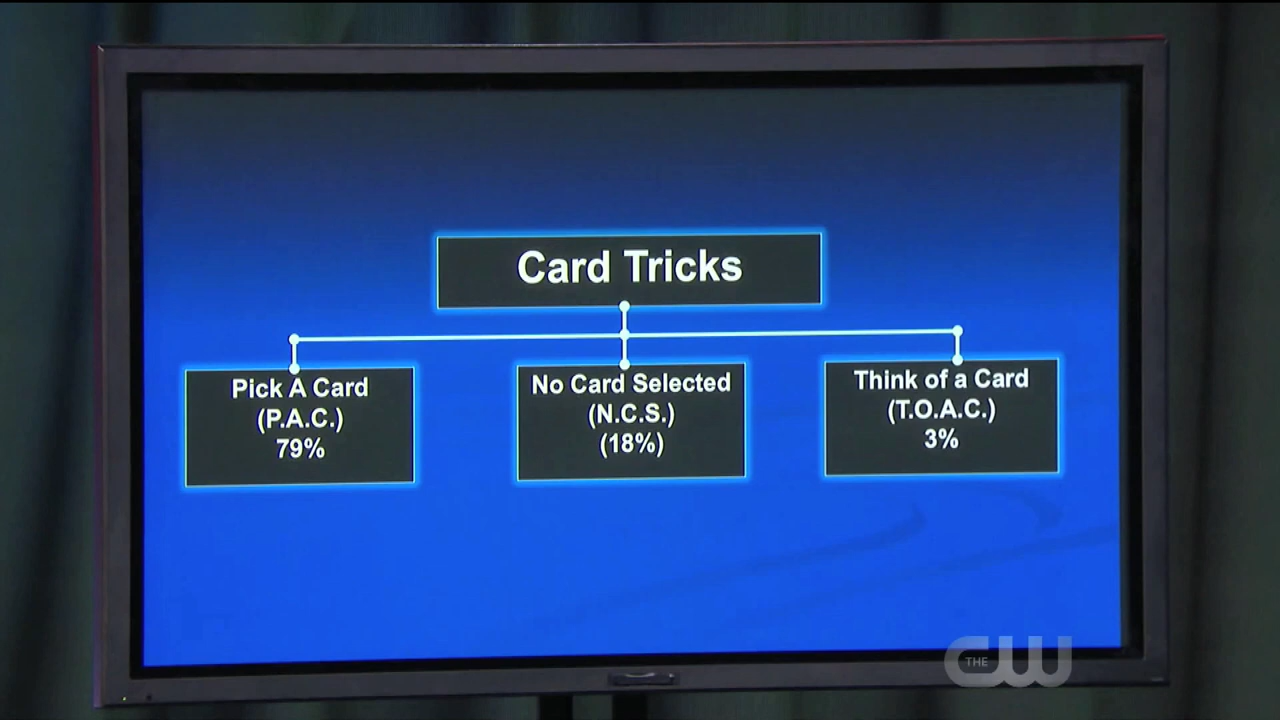 Card Tricks
Pick A Card
(P.A.C.)
79%
No Card Selected
(N.C.S.)
(18%)
Think of a Card
(T.O.A.C.)
3%
THE CW